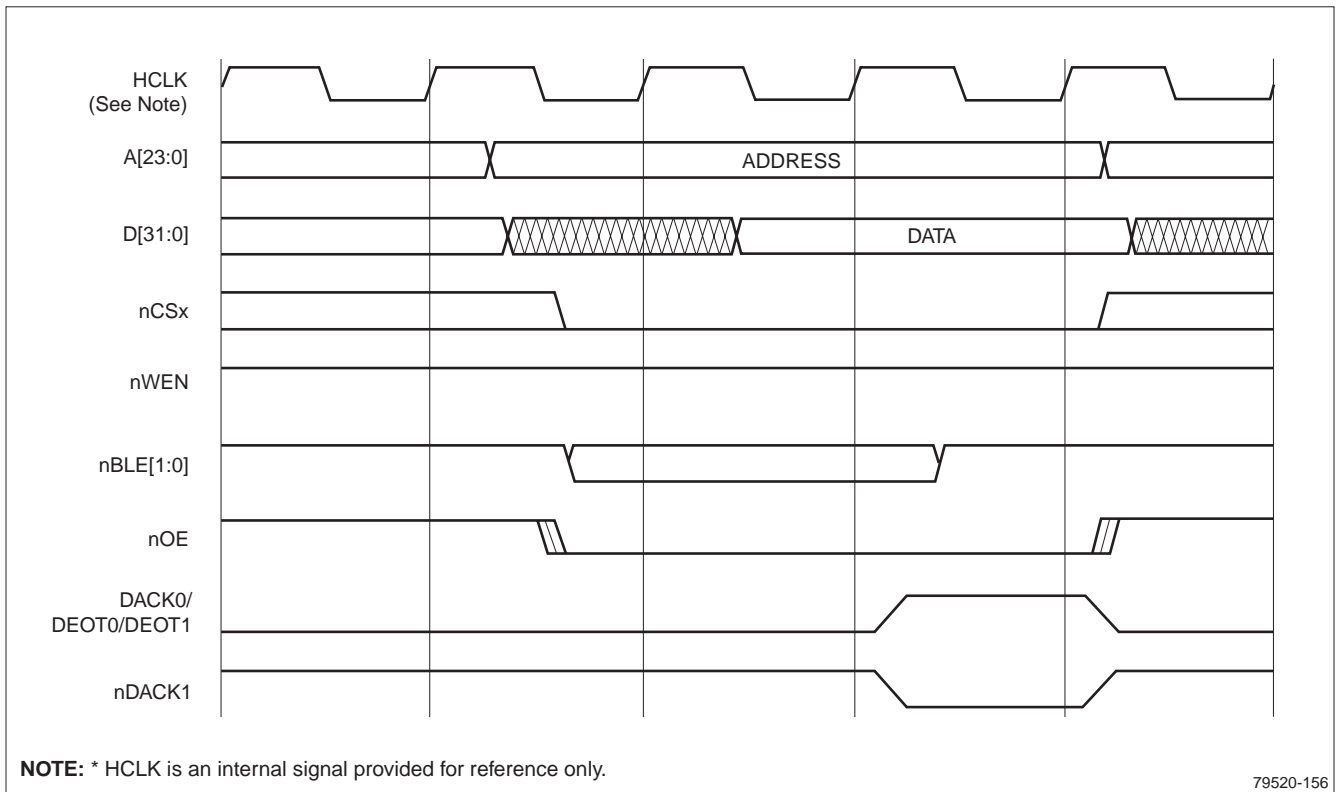 HCLK
(See Note)
A[23:0]
ADDRESS
D[31:0]
DATA
nCSx
nWEN
nBLE[1:0]
nOE
DACK0/
DEOT0/DEOT1
nDACK1
NOTE: * HCLK is an internal signal provided for reference only.
79520-156